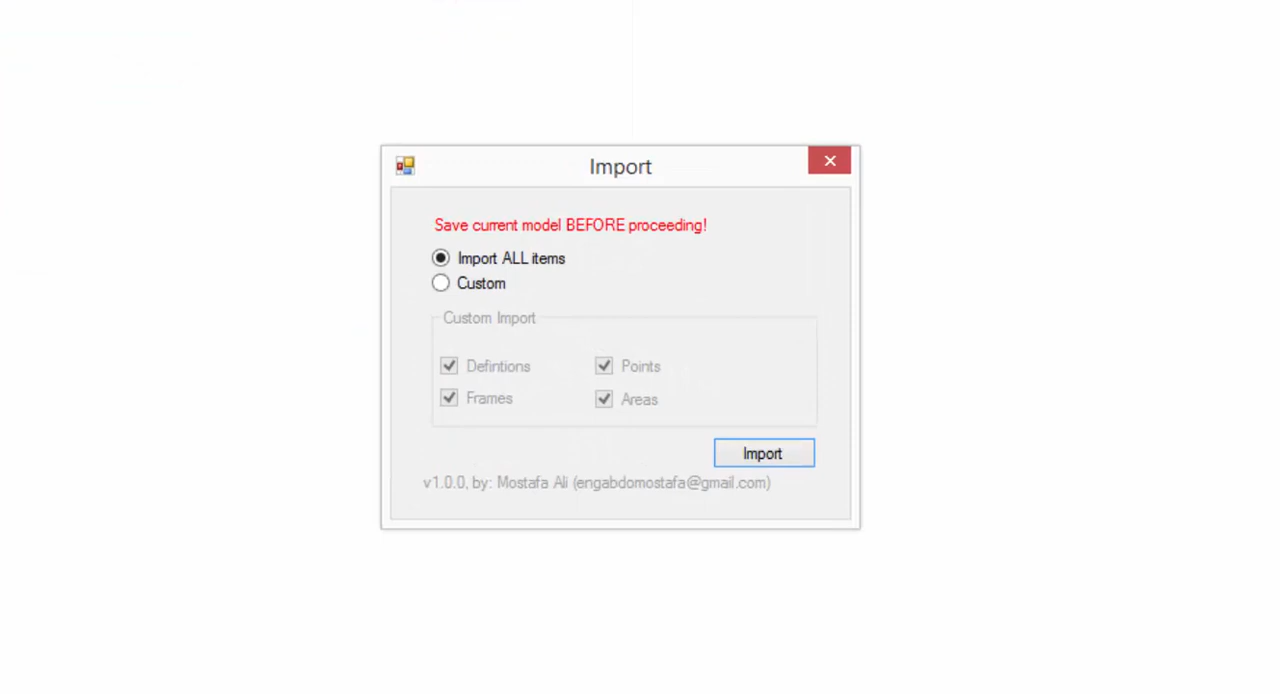 Import
Save current model BEFORE proceeding!
Import ALL items
Custom
Custom Import
Defintions
Points
Frames
Areas
Import
v1.0.0, by: Mostafa Ali (engabdomostafa@gmail.com)